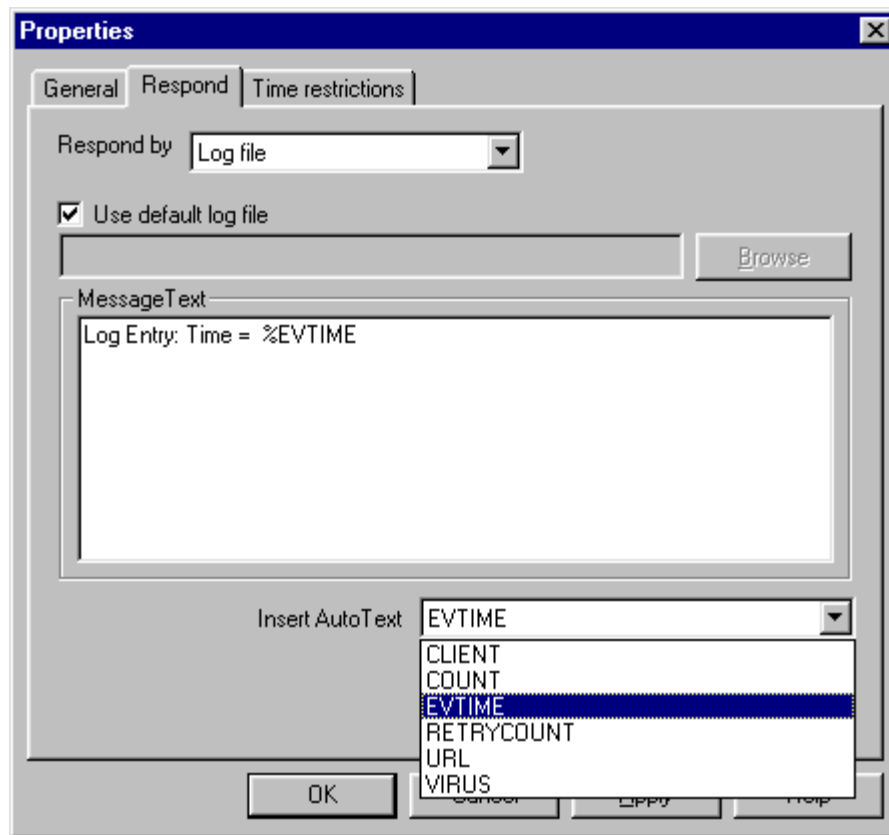 Properties
General Respond Time restrictions
Respond by Log file
Use default log file
Browse
MessageText
Log Entry: Time = %EVTIME
Insert AutoText EVTIME
CLIENT
COUNT
EVTIME
RETRYCOUNT
URL
VIRUS
OK